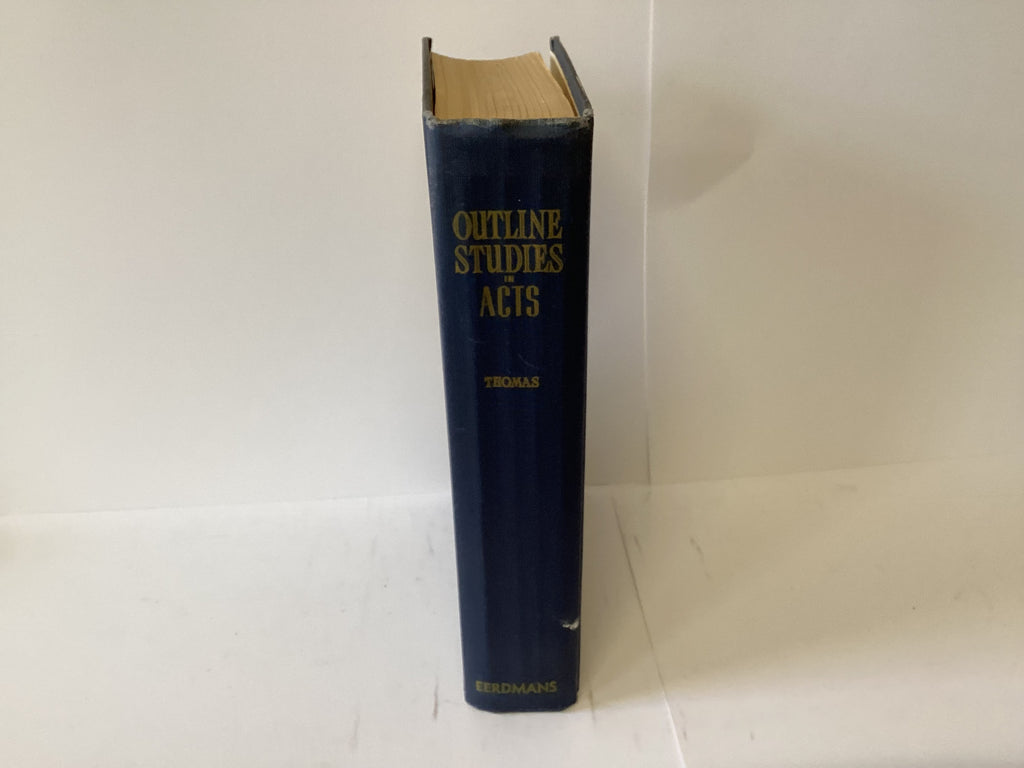 OUTLINE
STUDIES
IN
ACTS
THOMAS
EERDMANS